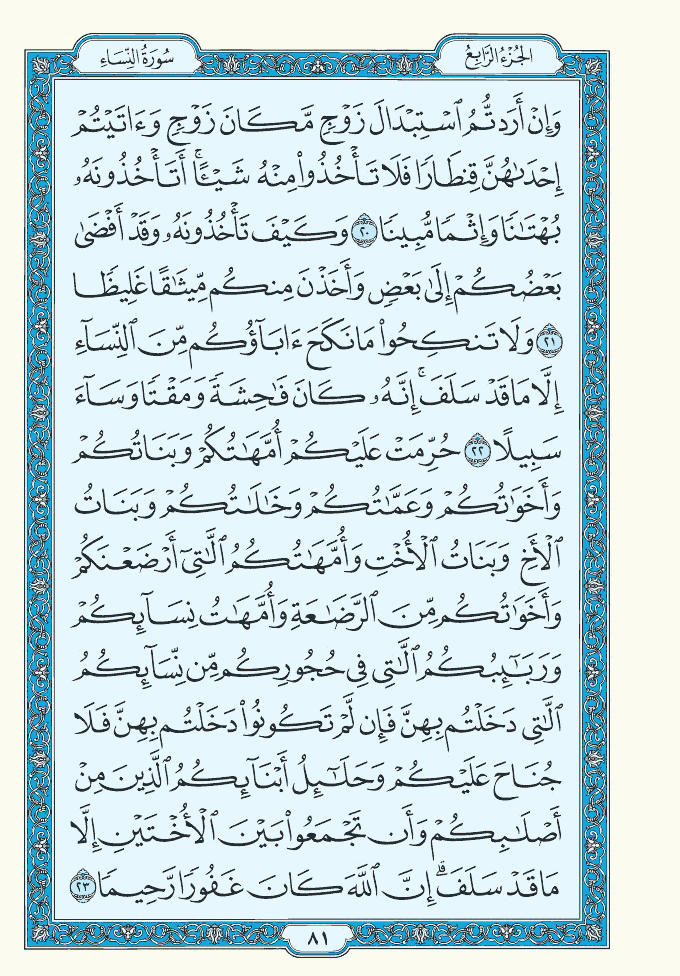 الجُزْءُ الرَّابِعُ
سُورَةُ النِّسَاءِ
وَإِنْ أَرَدتُّمُ ٱسْتِبْدَالَ زَوْجٍ مَّكَانَ زَوْجٍ وَءَاتَيْتُمْ
إِحْدَىٰهُنَّ قِنطَارًا فَلَا تَأْخُذُوا۟ مِنْهُ شَيْـًٔا ۚ أَتَأْخُذُونَهُۥ
بُهْتَـٰنًا وَإِثْمًا مُّبِينًا ٢٠ وَكَيْفَ تَأْخُذُونَهُۥ وَقَدْ أَفْضَىٰ
بَعْضُكُمْ إِلَىٰ بَعْضٍ وَأَخَذْنَ مِنكُم مِّيثَـٰقًا غَلِيظًا
٢١ وَلَا تَنكِحُوا۟ مَا نَكَحَ ءَابَآؤُكُم مِّنَ ٱلنِّسَآءِ
إِلَّا مَا قَدْ سَلَفَ ۚ إِنَّهُۥ كَانَ فَـٰحِشَةً وَمَقْتًا وَسَآءَ
سَبِيلًا ٢٢ حُرِّمَتْ عَلَيْكُمْ أُمَّهَـٰتُكُمْ وَبَنَاتُكُمْ
وَأَخَوَٰتُكُمْ وَعَمَّـٰتُكُمْ وَخَـٰلَـٰتُكُمْ وَبَنَاتُ
ٱلْأَخِ وَبَنَاتُ ٱلْأُخْتِ وَأُمَّهَـٰتُكُمُ ٱلَّـٰتِىٓ أَرْضَعْنَكُمْ
وَأَخَوَٰتُكُم مِّنَ ٱلرَّضَـٰعَةِ وَأُمَّهَـٰتُ نِسَآئِكُمْ
وَرَبَـٰٓئِبُكُمُ ٱلَّـٰتِى فِى حُجُورِكُم مِّن نِّسَآئِكُمُ
ٱلَّـٰتِى دَخَلْتُم بِهِنَّ فَإِن لَّمْ تَكُونُوا۟ دَخَلْتُم بِهِنَّ فَلَا
جُنَاحَ عَلَيْكُمْ وَحَلَـٰٓئِلُ أَبْنَآئِكُمُ ٱلَّذِينَ مِنْ
أَصْلَـٰبِكُمْ وَأَن تَجْمَعُوا۟ بَيْنَ ٱلْأُخْتَيْنِ إِلَّا
مَا قَدْ سَلَفَ ۗ إِنَّ ٱللَّهَ كَانَ غَفُورًا رَّحِيمًا ٢٣
٨١